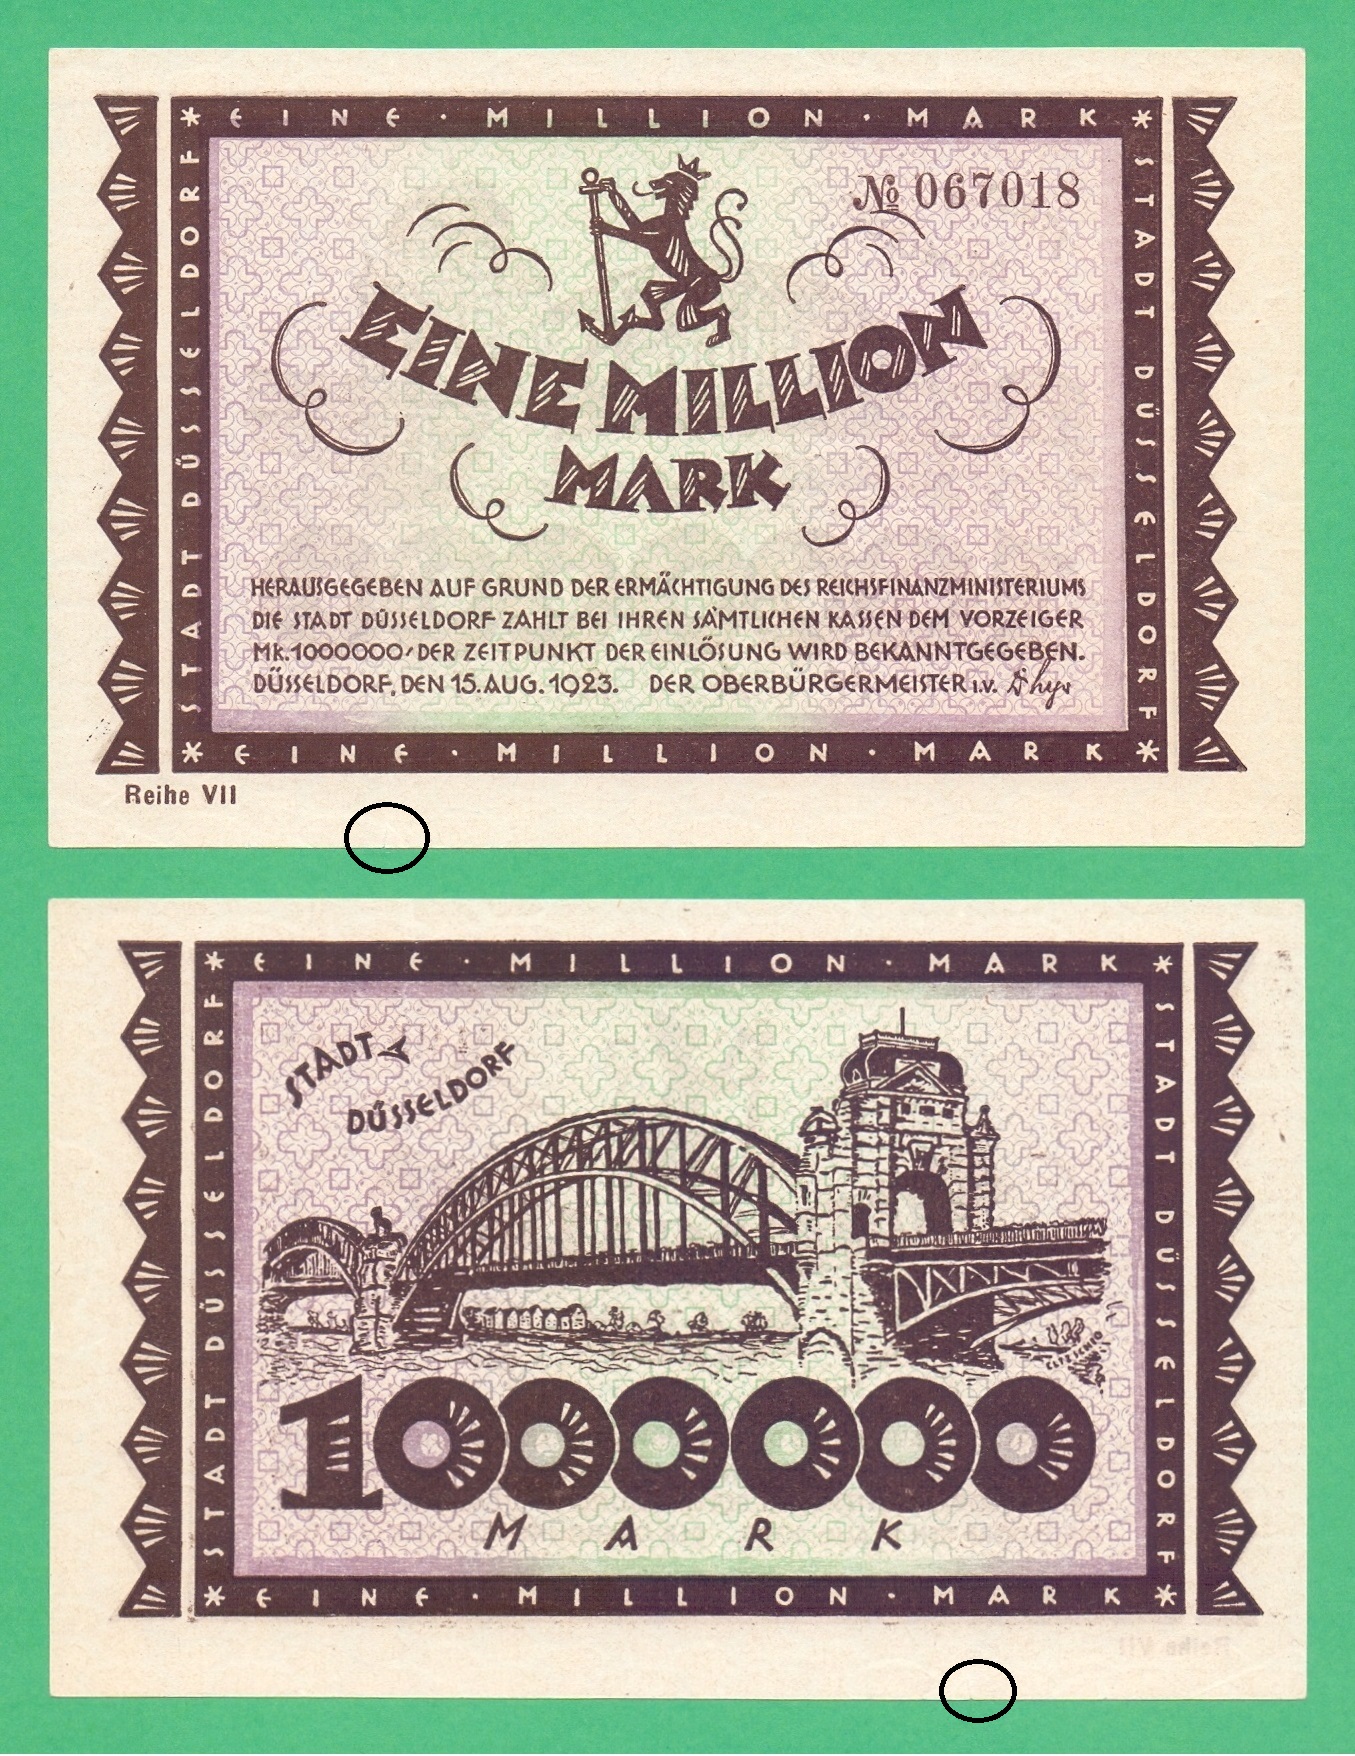 * EINE · MILLION · MARK *
STADT DÜSSELDORF
STADT DÜSSELDORF
№ 067018
EINE MILLION
MARK
HERAUSGEGEBEN AUF GRUND DER ERMÄCHTIGUNG DES REICHSFINANZMINISTERIUMS
DIE STADT DÜSSELDORF ZAHLT BEI IHREN SÄMTLICHEN KASSEN DEM VORZEIGER
MK. 1000000 / DER ZEITPUNKT DER EINLÖSUNG WIRD BEKANNTGEGEBEN.
DÜSSELDORF, DEN 15. AUG. 1923. DER OBERBÜRGERMEISTER i.V.
* EINE · MILLION · MARK *
Reihe VII
* EINE · MILLION · MARK *
STADT DÜSSELDORF
STADT DÜSSELDORF
STADT
DÜSSELDORF
1000000
MARK
* EINE · MILLION · MARK *
Reihe VII